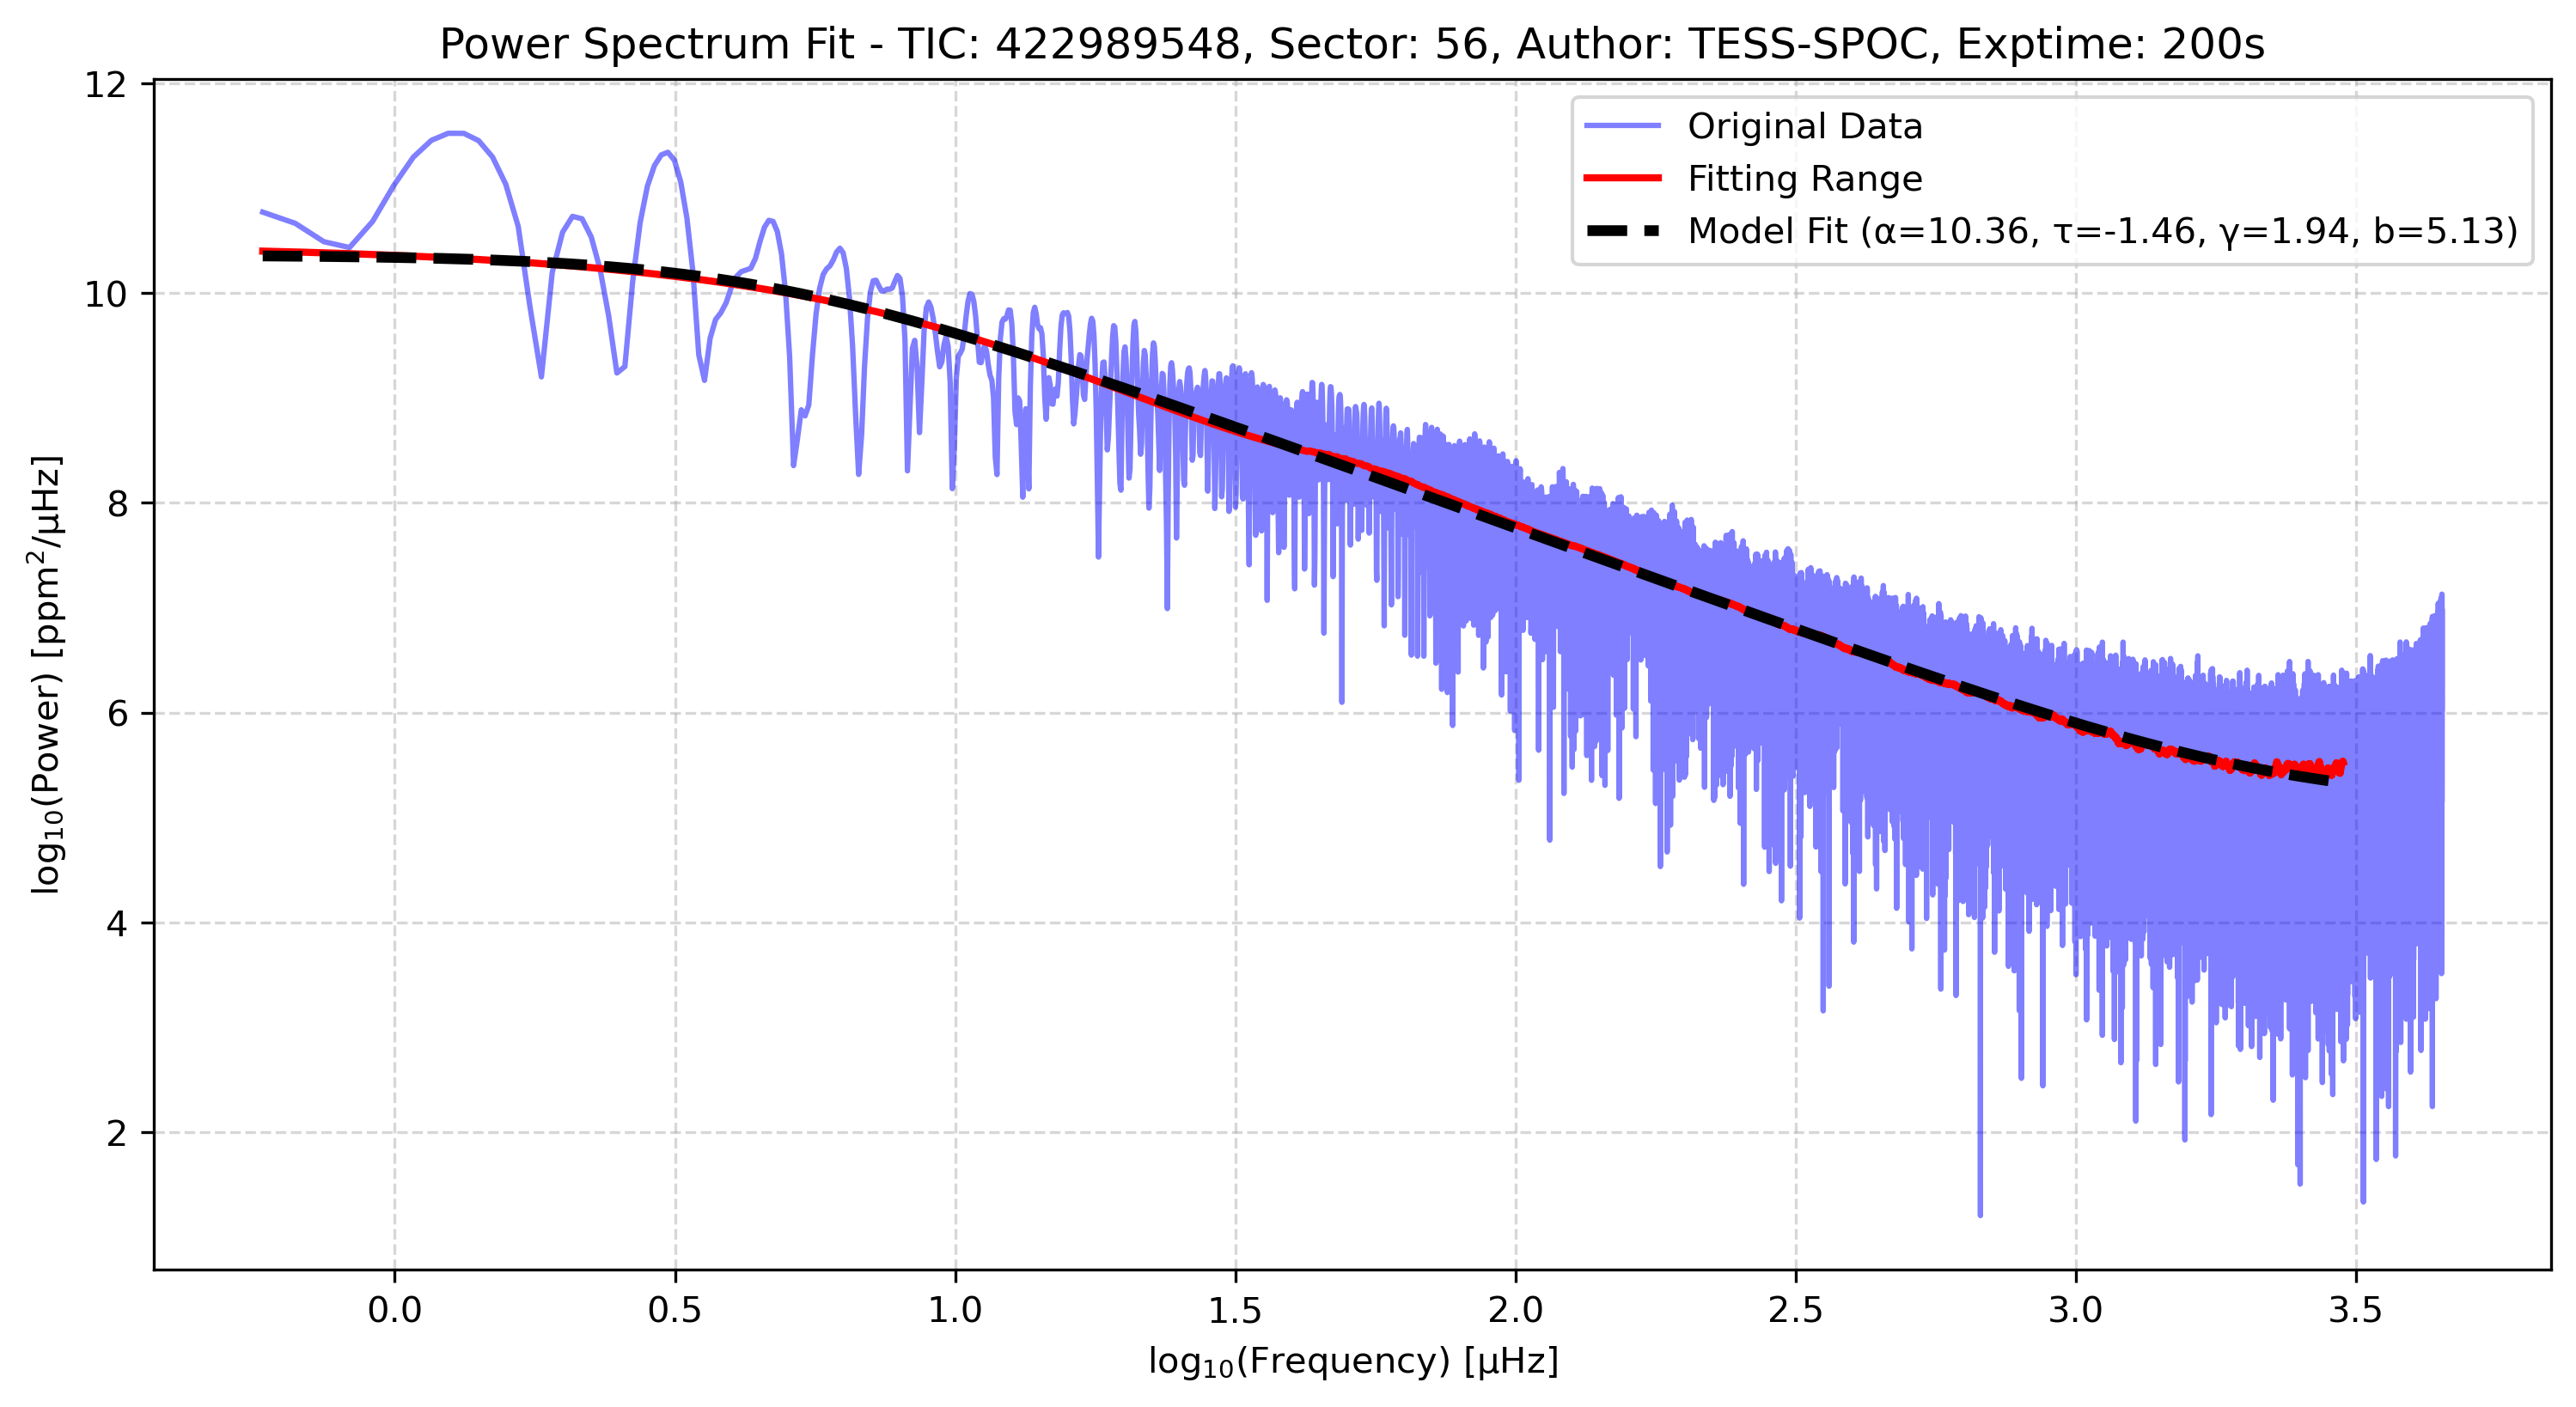 Power Spectrum Fit - TIC: 422989548, Sector: 56, Author: TESS-SPOC, Exptime: 200s
Original Data
Fitting Range
Model Fit (α=10.36, τ=-1.46, γ=1.94, b=5.13)
log₁₀(Power) [ppm²/μHz]
12
10
8
6
4
2
0.0 0.5 1.0 1.5 2.0 2.5 3.0 3.5
log₁₀(Frequency) [μHz]